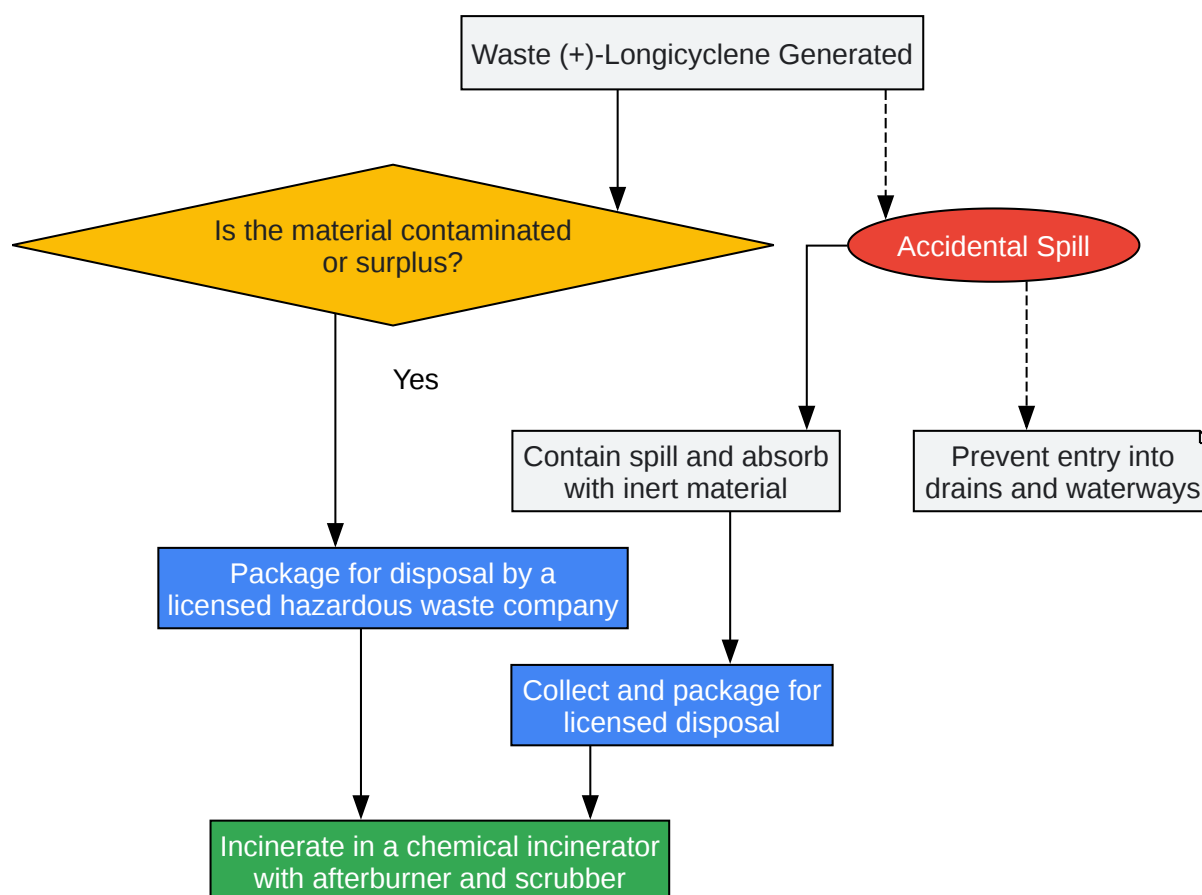 Waste (+)-Longicyclene Generated
Is the material contaminated
or surplus?
Accidental Spill
Yes
Contain spill and absorb
with inert material
Prevent entry into
drains and waterways
Package for disposal by a
licensed hazardous waste company
Collect and package for
licensed disposal
Incinerate in a chemical incinerator
with afterburner and scrubber